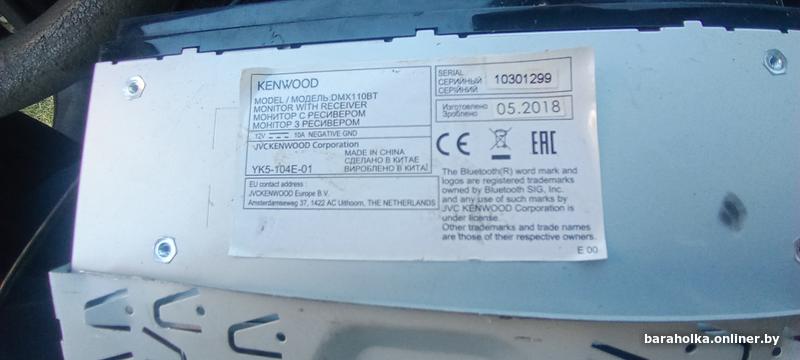 KENWOOD
MODEL / МОДЕЛЬ:DMX110BT
MONITOR WITH RECEIVER
МОНИТОР С РЕСИВЕРОМ
МОНІТОР З РЕСИВЕРОМ
12V 10A NEGATIVE GND
JVCKENWOOD Corporation
MADE IN CHINA
СДЕЛАНО В КИТАЕ
YK5-104E-01 ВИРОБЛЕНО В КИТАЇ
EU contact address
JVCKENWOOD Europe B.V.
Amsterdamseweg 37, 1422 AC Uithoorn, THE NETHERLANDS
SERIAL
СЕРИЙНЫЙ
СЕРІЙНИЙ
10301299
Изготовлено
Зроблено
05.2018
CE EAC
The Bluetooth(R) word mark and
logos are registered trademarks
owned by Bluetooth SIG, Inc.
and any use of such marks by
JVC KENWOOD Corporation is
under license.
Other trademarks and trade names
are those of their respective owners.
E 00
baraholka.onliner.by